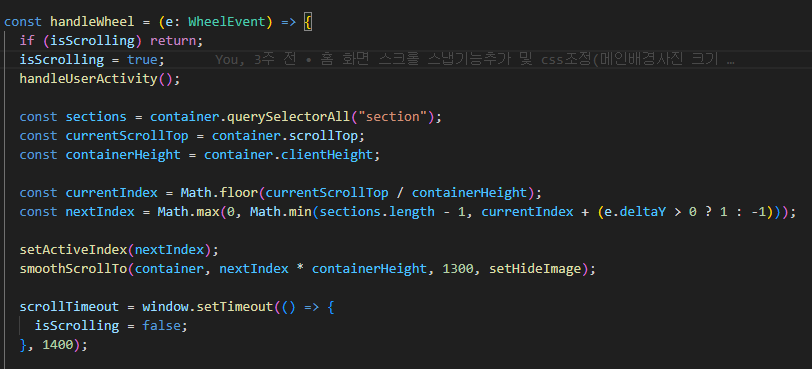 const handleWheel = (e: WheelEvent) => {
if (isScrolling) return;
isScrolling = true; You, 3주 전 • 홈 화면 스크롤 스냅기능추가 및 css조정(메인배경사진 크기 …
handleUserActivity();
const sections = container.querySelectorAll("section");
const currentScrollTop = container.scrollTop;
const containerHeight = container.clientHeight;
const currentIndex = Math.floor(currentScrollTop / containerHeight);
const nextIndex = Math.max(0, Math.min(sections.length - 1, currentIndex + (e.deltaY > 0 ? 1 : -1)));
setActiveIndex(nextIndex);
smoothScrollTo(container, nextIndex * containerHeight, 1300, setHideImage);
scrollTimeout = window.setTimeout(() => {
isScrolling = false;
}, 1400);